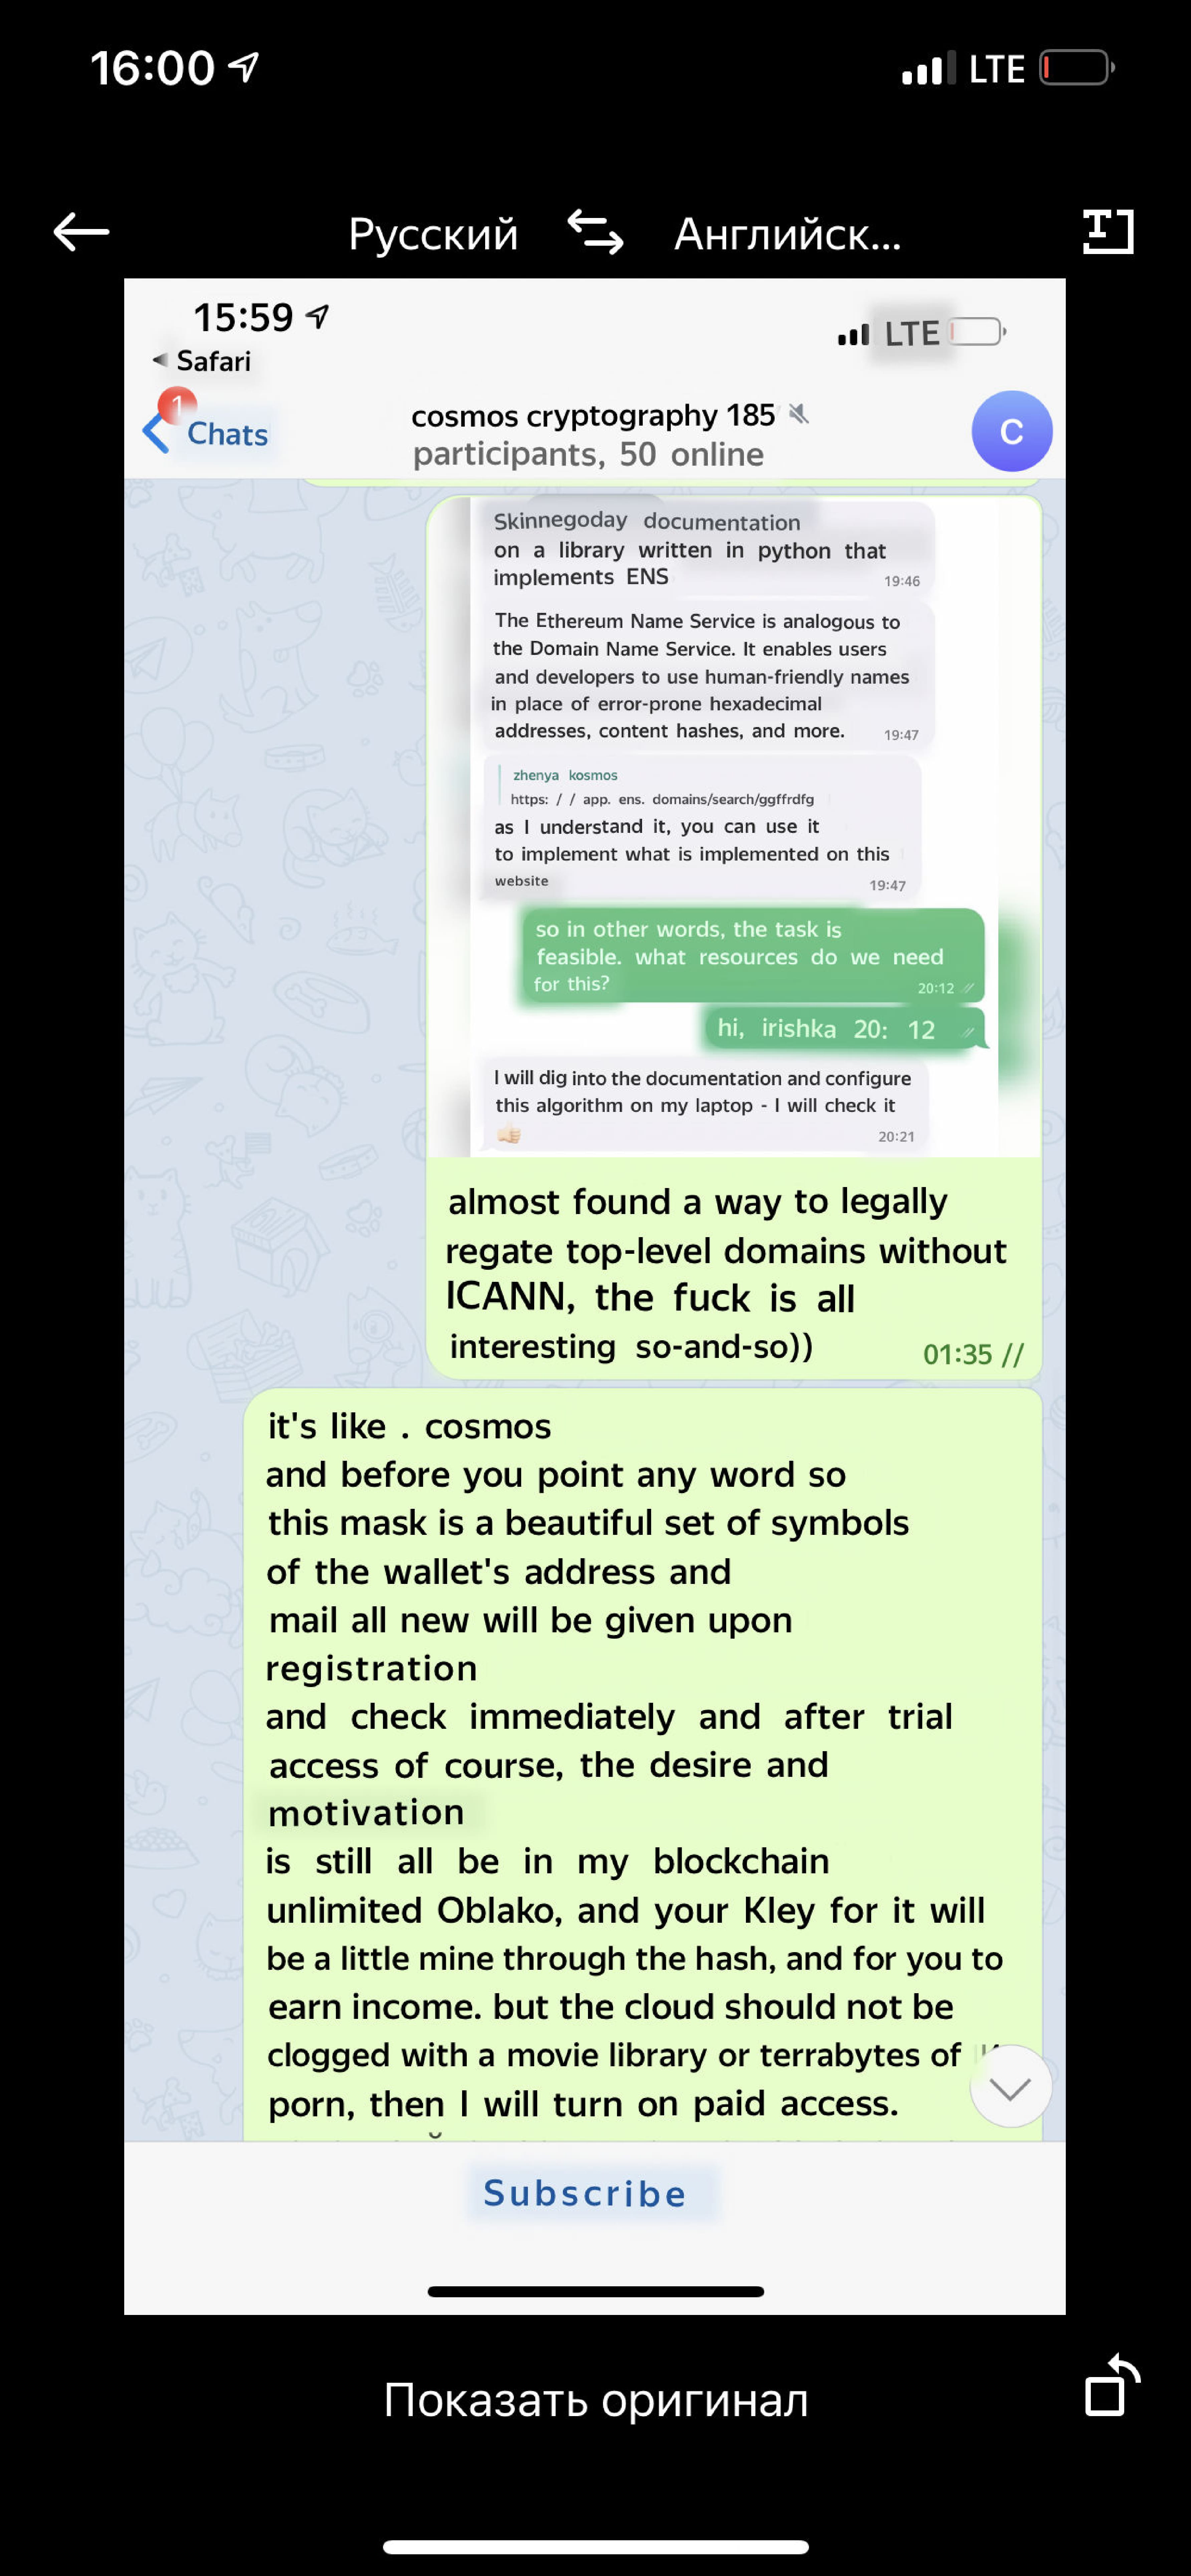 16:00
LTE
Русский
Английск...
15:59
LTE
Safari
1
Chats
cosmos cryptography 185
participants, 50 online
C
Skinnegoday documentation
on a library written in python that
implements ENS
19:46
The Ethereum Name Service is analogous to
the Domain Name Service. It enables users
and developers to use human-friendly names
in place of error-prone hexadecimal
addresses, content hashes, and more.
19:47
zhenya kosmos
https: / / app. ens. domains/search/ggffrdfg
as I understand it, you can use it
to implement what is implemented on this
website
19:47
so in other words, the task is
feasible. what resources do we need
for this?
20:12
hi, irishka 20: 12
I will dig into the documentation and configure
this algorithm on my laptop - I will check it
20:21
almost found a way to legally
regate top-level domains without
ICANN, the fuck is all
interesting so-and-so))
01:35 //
it's like . cosmos
and before you point any word so
this mask is a beautiful set of symbols
of the wallet's address and
mail all new will be given upon
registration
and check immediately and after trial
access of course, the desire and
motivation
is still all be in my blockchain
unlimited Oblako, and your Kley for it will
be a little mine through the hash, and for you to
earn income. but the cloud should not be
clogged with a movie library or terrabytes of
porn, then I will turn on paid access.
Subscribe
Показать оригинал